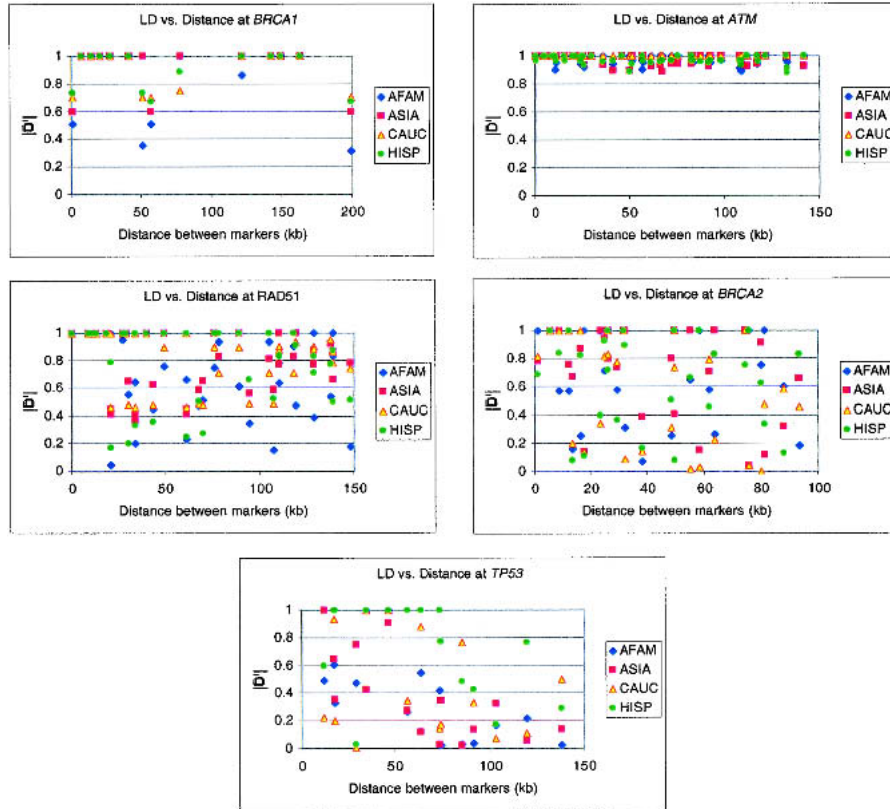 LD vs. Distance at BRCA1
1
0.8
0.6
0.4
0.2
0
|D'|
0 50 100 150 200
Distance between markers (kb)
AFAM
ASIA
CAUC
HISP
LD vs. Distance at ATM
1
0.8
0.6
0.4
0.2
0
|D'|
0 50 100 150
Distance between markers (kb)
AFAM
ASIA
CAUC
HISP
LD vs. Distance at RAD51
1
0.8
0.6
0.4
0.2
0
|D'|
0 50 100 150
Distance between markers (kb)
AFAM
ASIA
CAUC
HISP
LD vs. Distance at BRCA2
1
0.8
0.6
0.4
0.2
0
|D'|
0 20 40 60 80 100
Distance between markers (kb)
AFAM
ASIA
CAUC
HISP
LD vs. Distance at TP53
1
0.8
0.6
0.4
0.2
0
|D'|
0 50 100 150
Distance between markers (kb)
AFAM
ASIA
CAUC
HISP